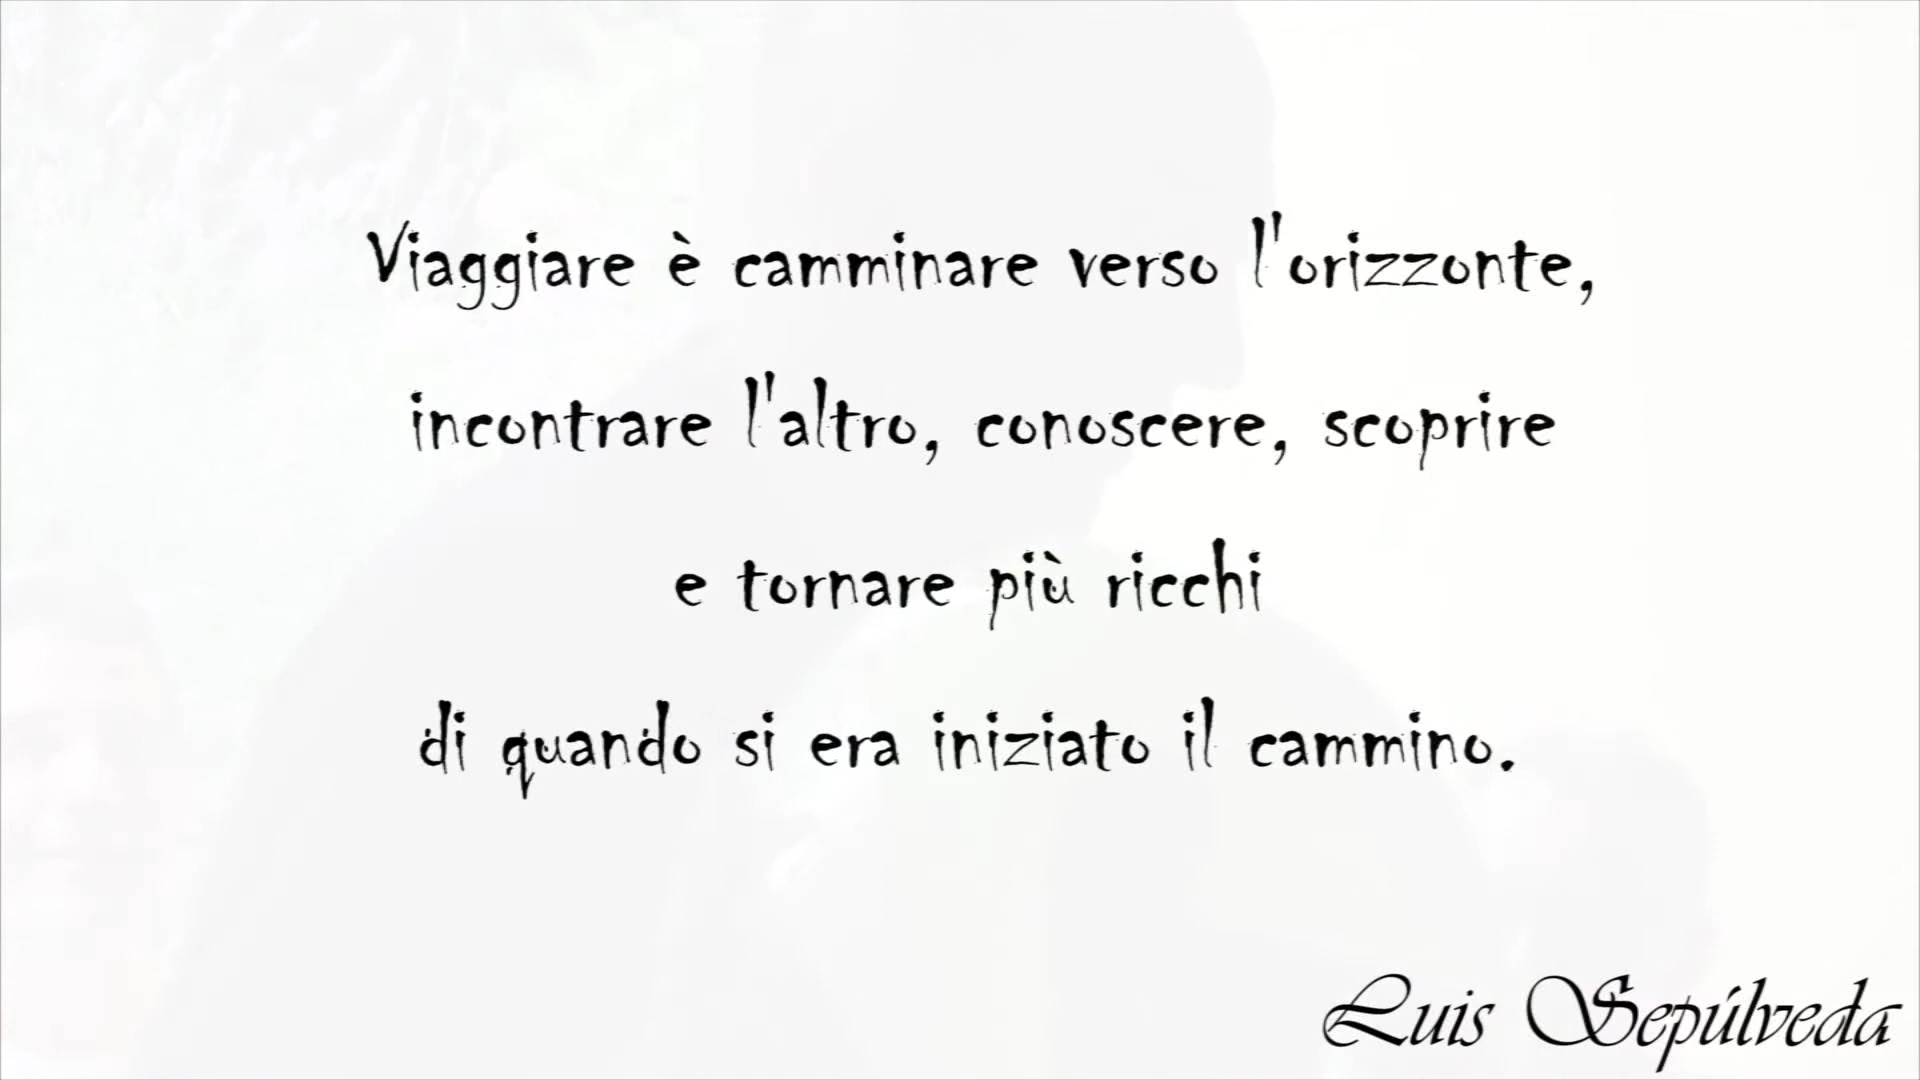 Viaggiare è camminare verso l'orizzonte,
incontrare l'altro, conoscere, scoprire
e tornare più ricchi
di quando si era iniziato il cammino.
Luis Sepúlveda